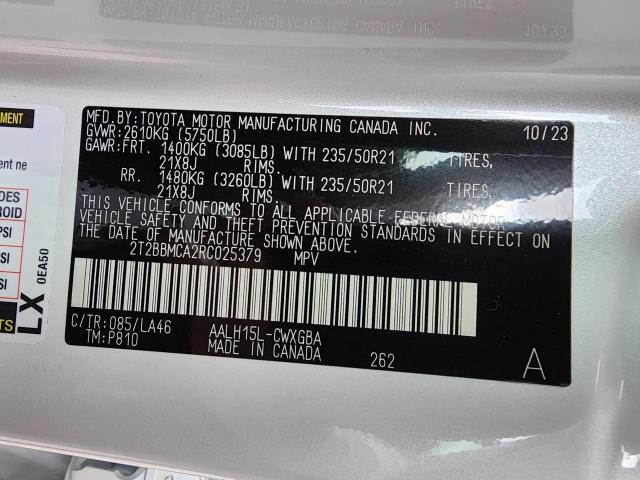 MFD.BY:TOYOTA MOTOR MANUFACTURING CANADA INC. 10/23
GVWR:2610KG (5750LB)
GAWR:FRT. 1400KG (3085LB) WITH 235/50R21 TIRES,
21X8J RIMS.
RR. 1480KG (3260LB) WITH 235/50R21 TIRES,
21X8J RIMS.
THIS VEHICLE CONFORMS TO ALL APPLICABLE FEDERAL MOTOR
VEHICLE SAFETY AND THEFT PREVENTION STANDARDS IN EFFECT ON
THE DATE OF MANUFACTURE SHOWN ABOVE.
2T2BBMCA2RC025379 MPV
C/TR:085/LA46 AALH15L-CWXGBA
TM:P810 MADE IN CANADA 262 A
LX
0EA50
PSI
PSI